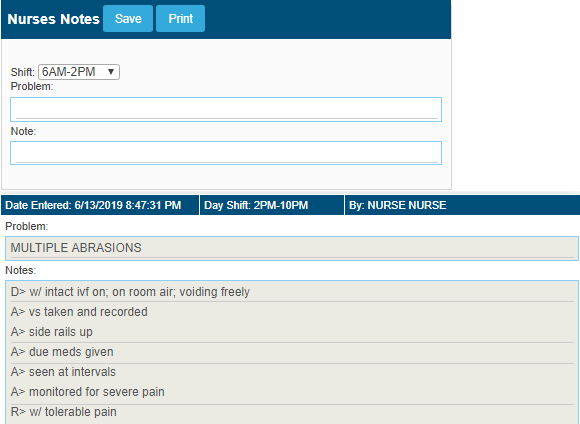 Nurses Notes Save Print
Shift: 6AM-2PM
Problem:
Note:
Date Entered: 6/13/2019 8:47:31 PM Day Shift: 2PM-10PM By: NURSE NURSE
Problem:
MULTIPLE ABRASIONS
Notes:
D> w/ intact ivf on; on room air; voiding freely
A> vs taken and recorded
A> side rails up
A> due meds given
A> seen at intervals
A> monitored for severe pain
R> w/ tolerable pain